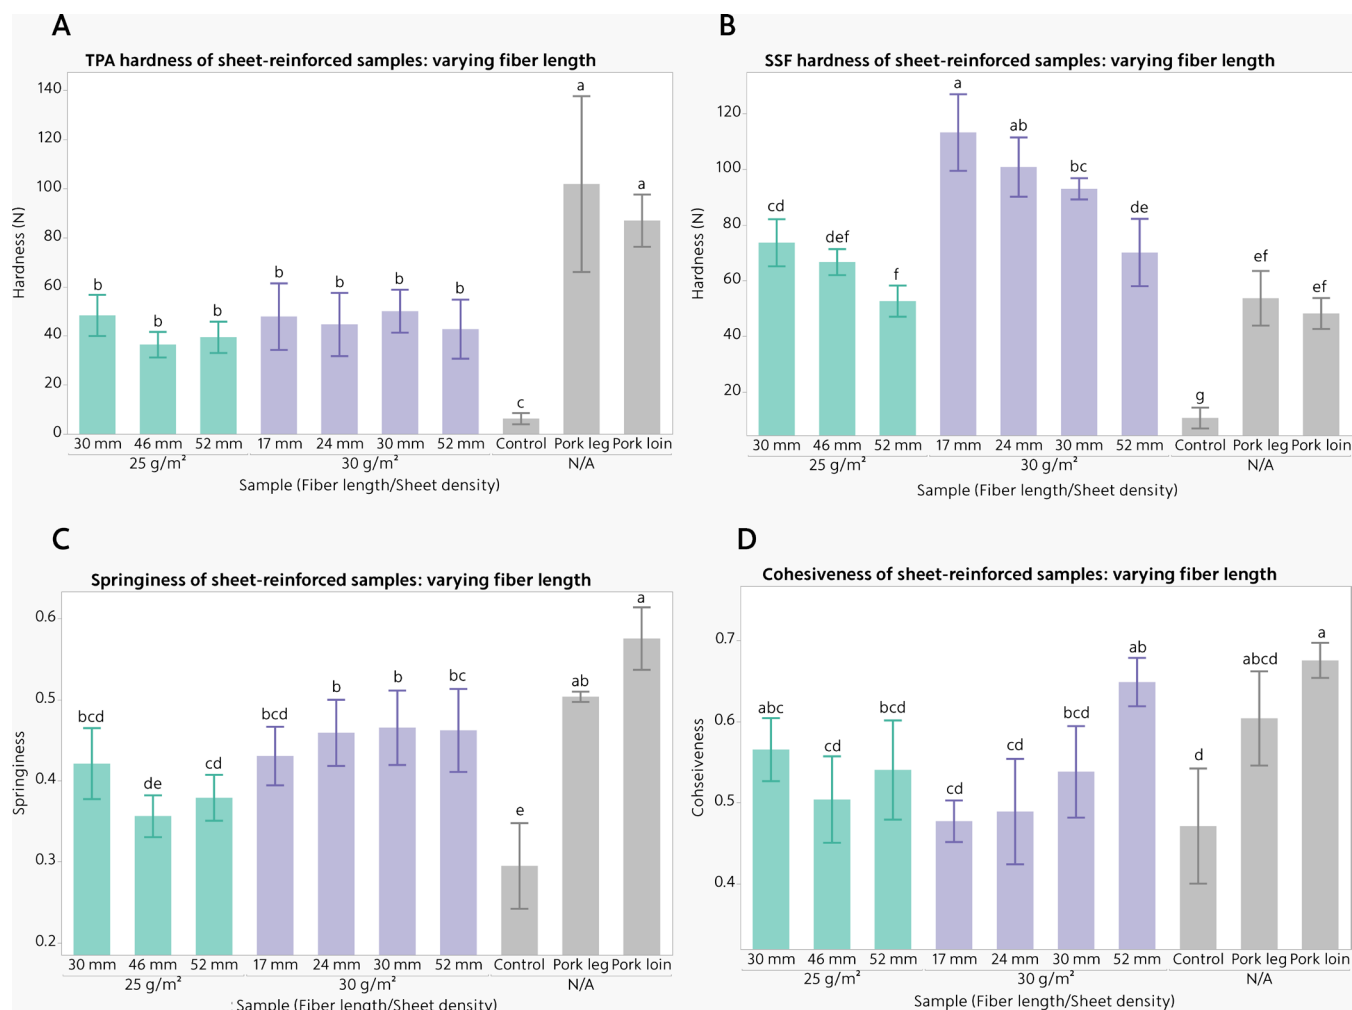 A
TPA hardness of sheet-reinforced samples: varying fiber length
Hardness (N)
140
120
100
80
60
40
20
0
b
b
b
b
b
b
b
c
a
a
30 mm 46 mm 52 mm 17 mm 24 mm 30 mm 52 mm Control Pork leg Pork loin
25 g/m² 30 g/m² N/A
Sample (Fiber length/Sheet density)
B
SSF hardness of sheet-reinforced samples: varying fiber length
Hardness (N)
120
100
80
60
40
20
cd
def
f
a
ab
bc
de
g
ef
ef
30 mm 46 mm 52 mm 17 mm 24 mm 30 mm 52 mm Control Pork leg Pork loin
25 g/m² 30 g/m² N/A
Sample (Fiber length/Sheet density)
C
Springiness of sheet-reinforced samples: varying fiber length
Springiness
0.6
0.5
0.4
0.3
0.2
bcd
de
cd
bcd
b
b
bc
e
ab
a
30 mm 46 mm 52 mm 17 mm 24 mm 30 mm 52 mm Control Pork leg Pork loin
25 g/m² 30 g/m² N/A
Sample (Fiber length/Sheet density)
D
Cohesiveness of sheet-reinforced samples: varying fiber length
Cohseiveness
0.7
0.6
0.5
0.4
abc
cd
bcd
cd
cd
bcd
ab
d
abcd
a
30 mm 46 mm 52 mm 17 mm 24 mm 30 mm 52 mm Control Pork leg Pork loin
25 g/m² 30 g/m² N/A
Sample (Fiber length/Sheet density)